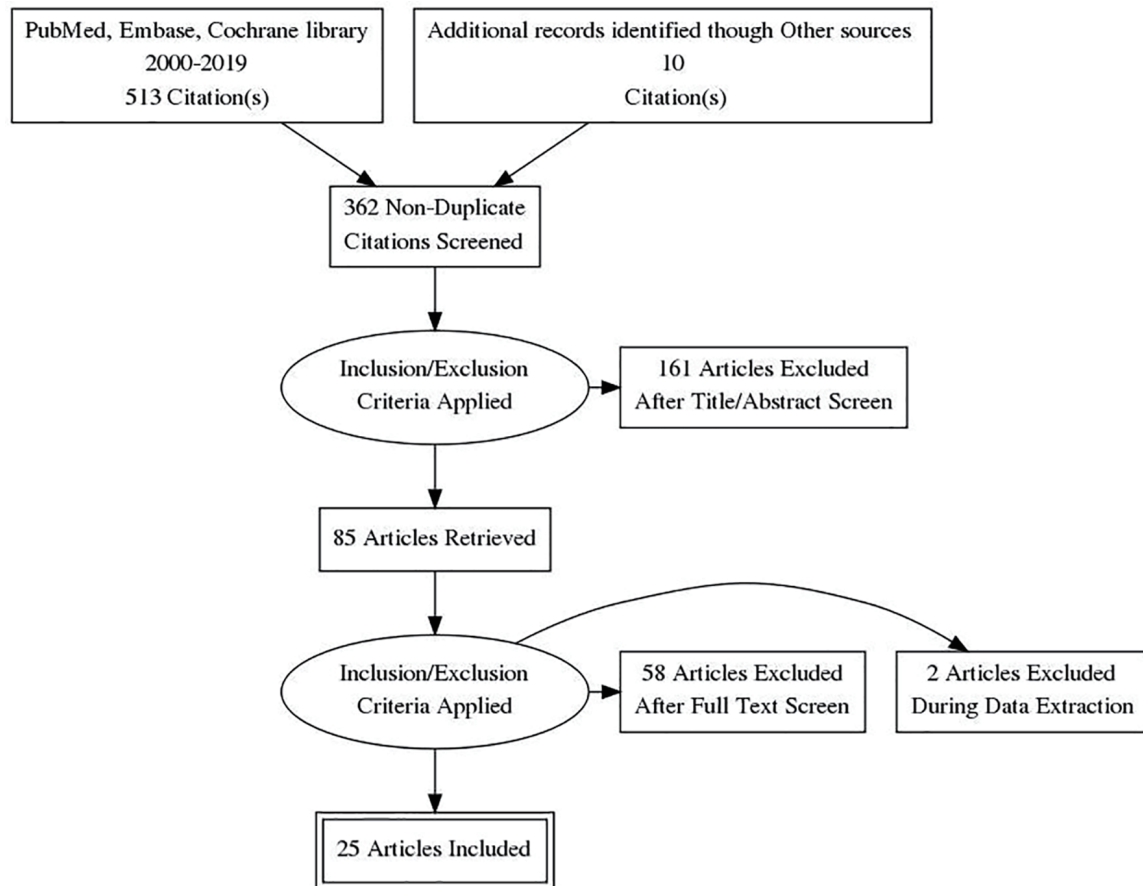 PubMed, Embase, Cochrane library
2000-2019
513 Citation(s)
Additional records identified though Other sources
10
Citation(s)
362 Non-Duplicate
Citations Screened
Inclusion/Exclusion
Criteria Applied
161 Articles Excluded
After Title/Abstract Screen
85 Articles Retrieved
Inclusion/Exclusion
Criteria Applied
58 Articles Excluded
After Full Text Screen
2 Articles Excluded
During Data Extraction
25 Articles Included